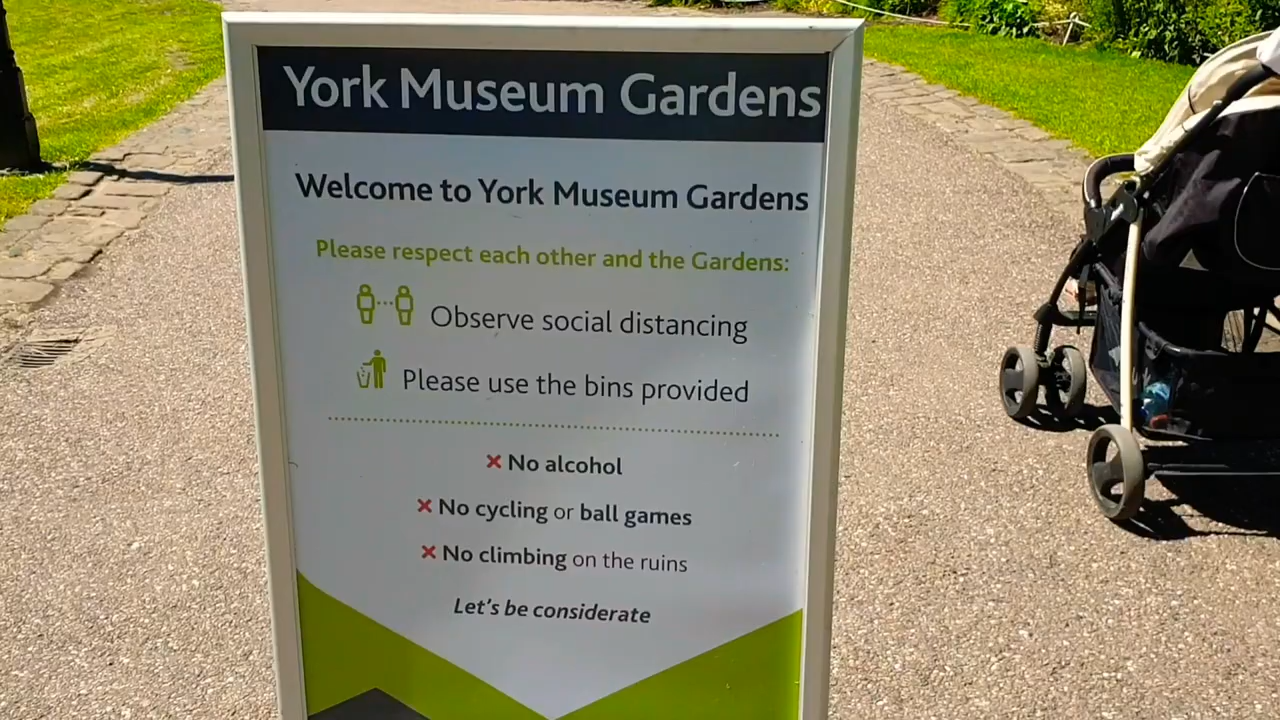 York Museum Gardens
Welcome to York Museum Gardens
Please respect each other and the Gardens:
Observe social distancing
Please use the bins provided
No alcohol
No cycling or ball games
No climbing on the ruins
Let's be considerate